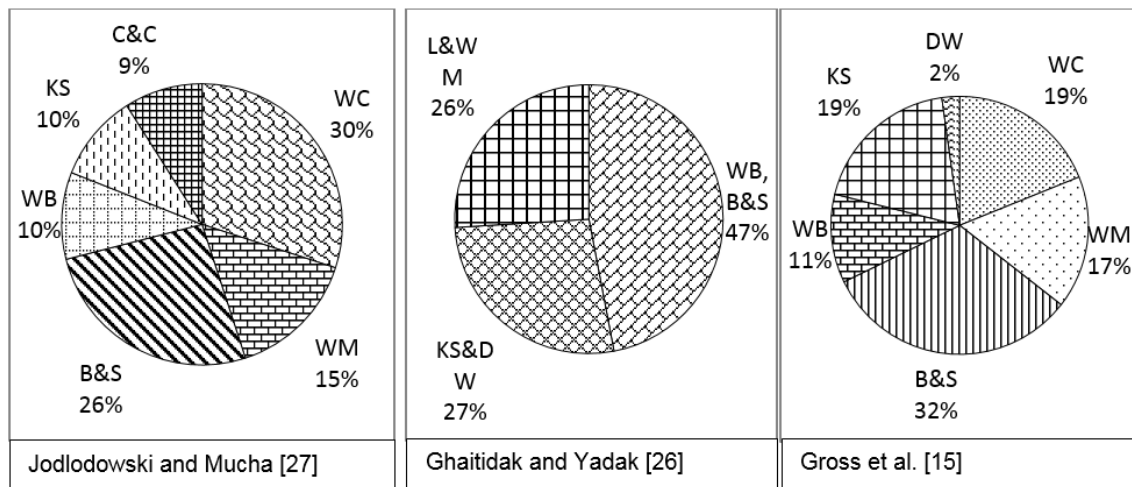 C&C
9%
KS
10%
WC
30%
WB
10%
WM
15%
B&S
26%
Jodlodowski and Mucha [27]
L&W
M
26%
WB,
B&S
47%
KS&D
W
27%
Ghaitidak and Yadak [26]
DW
2%
KS
19%
WC
19%
WB
11%
WM
17%
B&S
32%
Gross et al. [15]